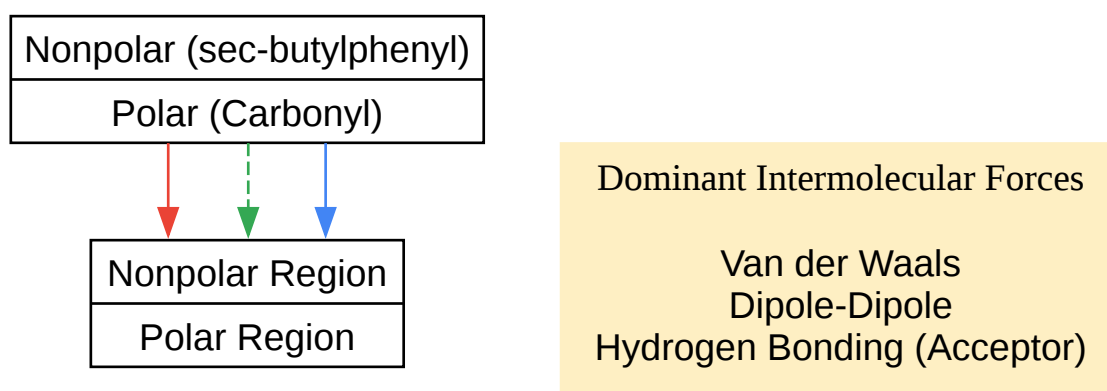 Nonpolar (sec-butylphenyl)
Polar (Carbonyl)
Nonpolar Region
Polar Region
Dominant Intermolecular Forces
Van der Waals
Dipole-Dipole
Hydrogen Bonding (Acceptor)